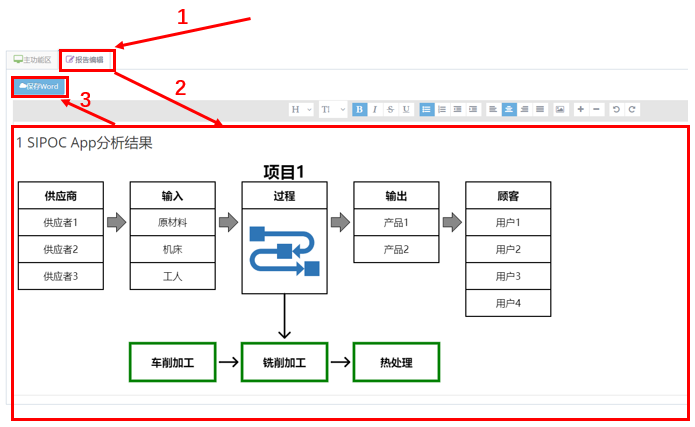 1
主功能区 报告编辑
保存Word
2
3
H TI B I S U
1 SIPOC App分析结果
项目1
供应商 输入 过程 输出 顾客
供应者1 原材料 产品1 用户1
供应者2 机床 产品2 用户2
供应者3 工人 用户3
用户4
车削加工 铣削加工 热处理